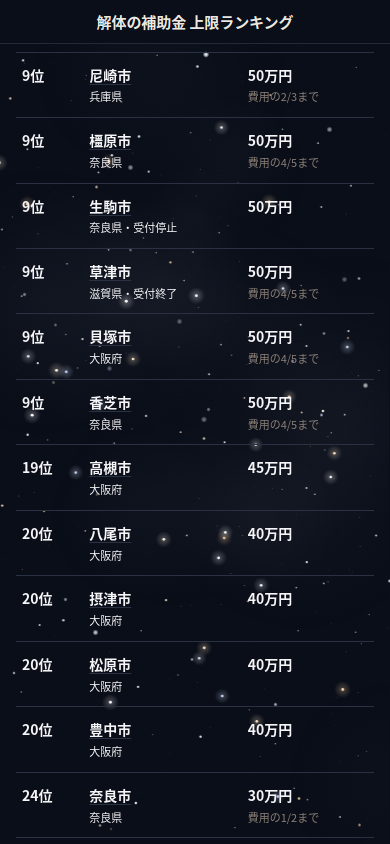 解体の補助金 上限ランキング
9位 尼崎市 50万円
兵庫県 費用の2/3まで
9位 橿原市 50万円
奈良県 費用の4/5まで
9位 生駒市 50万円
奈良県・受付停止
9位 草津市 50万円
滋賀県・受付終了 費用の4/5まで
9位 貝塚市 50万円
大阪府 費用の4/5まで
9位 香芝市 50万円
奈良県 費用の4/5まで
19位 高槻市 45万円
大阪府
20位 八尾市 40万円
大阪府
20位 摂津市 40万円
大阪府
20位 松原市 40万円
大阪府
20位 豊中市 40万円
大阪府
24位 奈良市 30万円
奈良県 費用の1/2まで